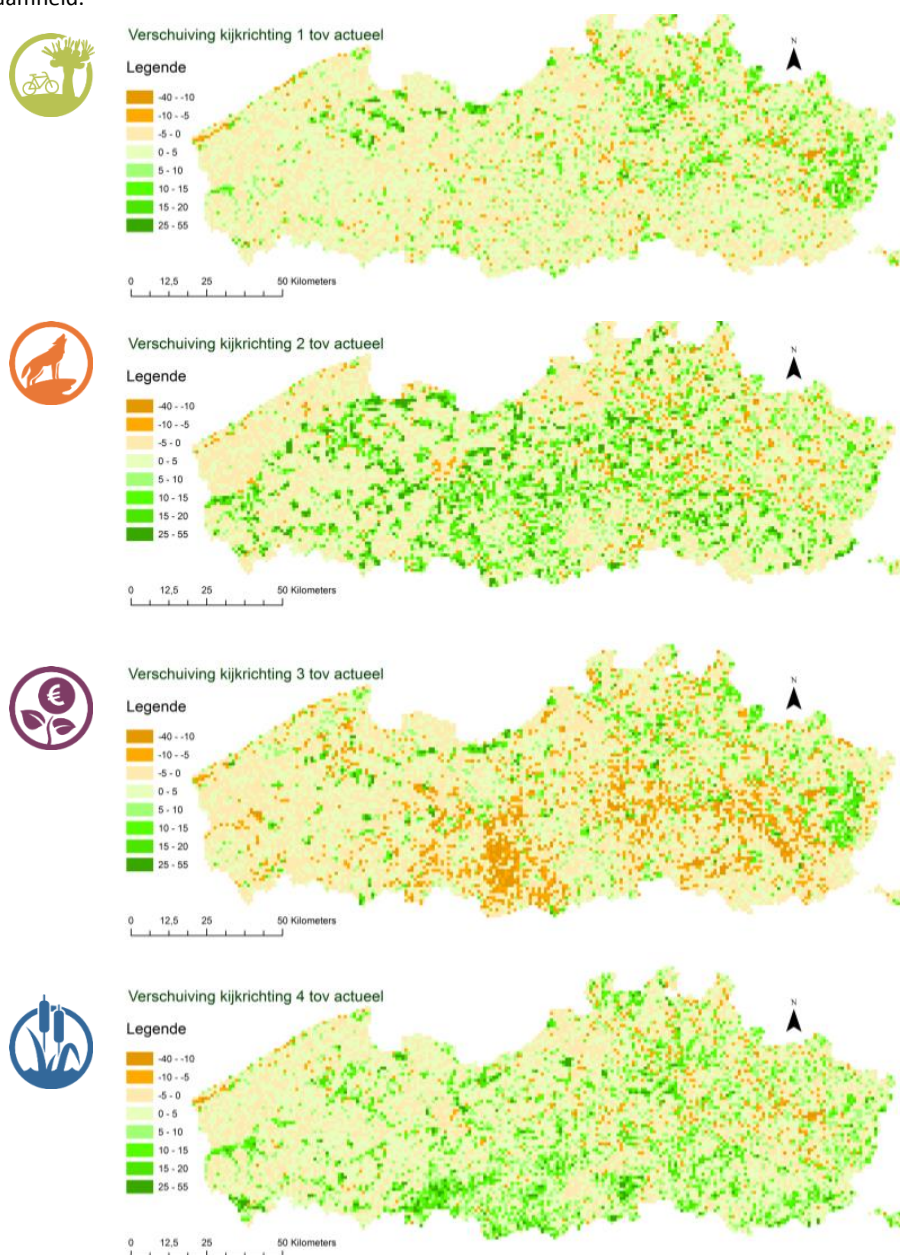 Verschuiving kijkrichting 1 tov actueel
Legende
N
-40 - -10
-10 - -5
-5 - 0
0 - 5
5 - 10
10 - 15
15 - 20
25 - 55
0 12,5 25 50 Kilometers
Verschuiving kijkrichting 2 tov actueel
Legende
N
-40 - -10
-10 - -5
-5 - 0
0 - 5
5 - 10
10 - 15
15 - 20
25 - 55
0 12,5 25 50 Kilometers
Verschuiving kijkrichting 3 tov actueel
Legende
N
€
-40 - -10
-10 - -5
-5 - 0
0 - 5
5 - 10
10 - 15
15 - 20
25 - 55
0 12,5 25 50 Kilometers
Verschuiving kijkrichting 4 tov actueel
Legende
N
-40 - -10
-10 - -5
-5 - 0
0 - 5
5 - 10
10 - 15
15 - 20
25 - 55
0 12,5 25 50 Kilometers